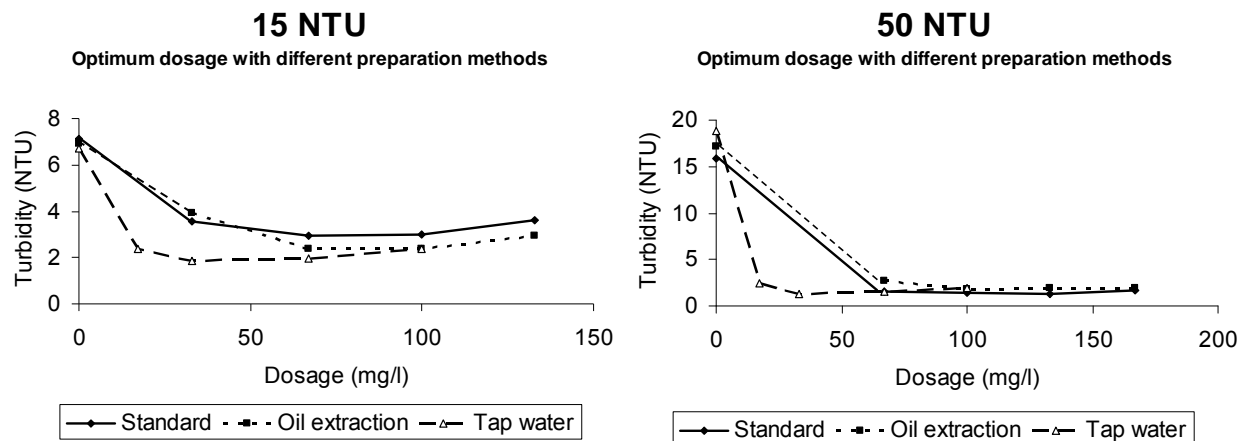 15 NTU
Optimum dosage with different preparation methods
Turbidity (NTU)
8
6
4
2
0
0 50 100 150
Dosage (mg/l)
Standard Oil extraction Tap water
50 NTU
Optimum dosage with different preparation methods
Turbidity (NTU)
20
15
10
5
0
0 50 100 150 200
Dosage (mg/l)
Standard Oil extraction Tap water